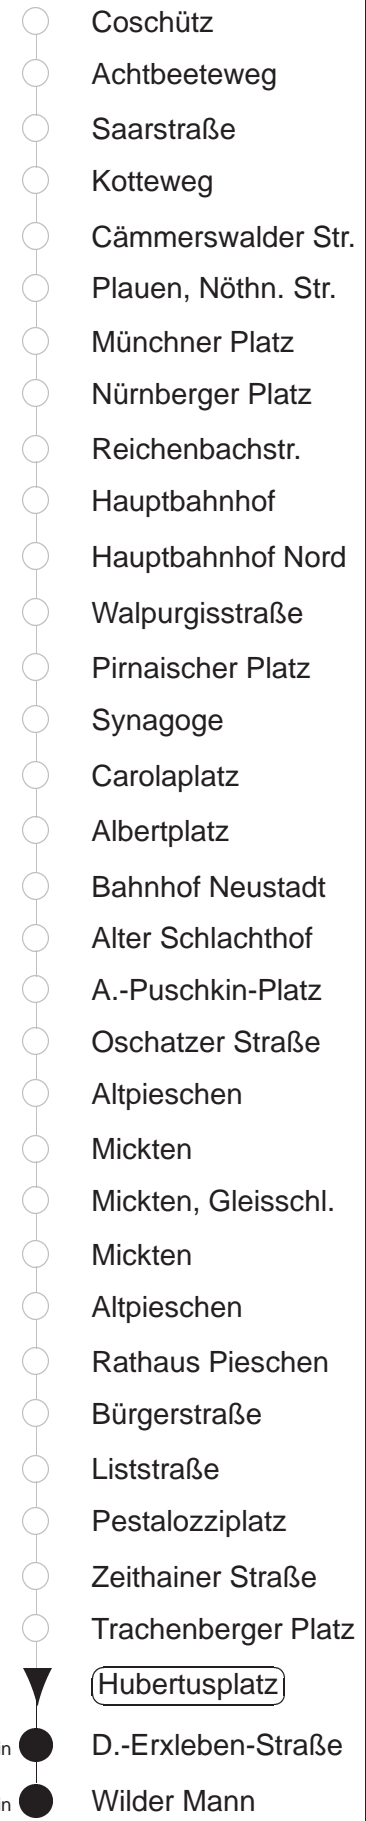 Coschütz
Achtbeeteweg
Saarstraße
Kotteweg
Cämmerswalder Str.
Plauen, Nöthn. Str.
Münchner Platz
Nürnberger Platz
Reichenbachstr.
Hauptbahnhof
Hauptbahnhof Nord
Walpurgisstraße
Pirnaischer Platz
Synagoge
Carolaplatz
Albertplatz
Bahnhof Neustadt
Alter Schlachthof
A.-Puschkin-Platz
Oschatzer Straße
Altpieschen
Mickten
Mickten, Gleisschl.
Mickten
Altpieschen
Rathaus Pieschen
Bürgerstraße
Liststraße
Pestalozziplatz
Zeithainer Straße
Trachenberger Platz
Hubertusplatz
D.-Erxleben-Straße
Wilder Mann